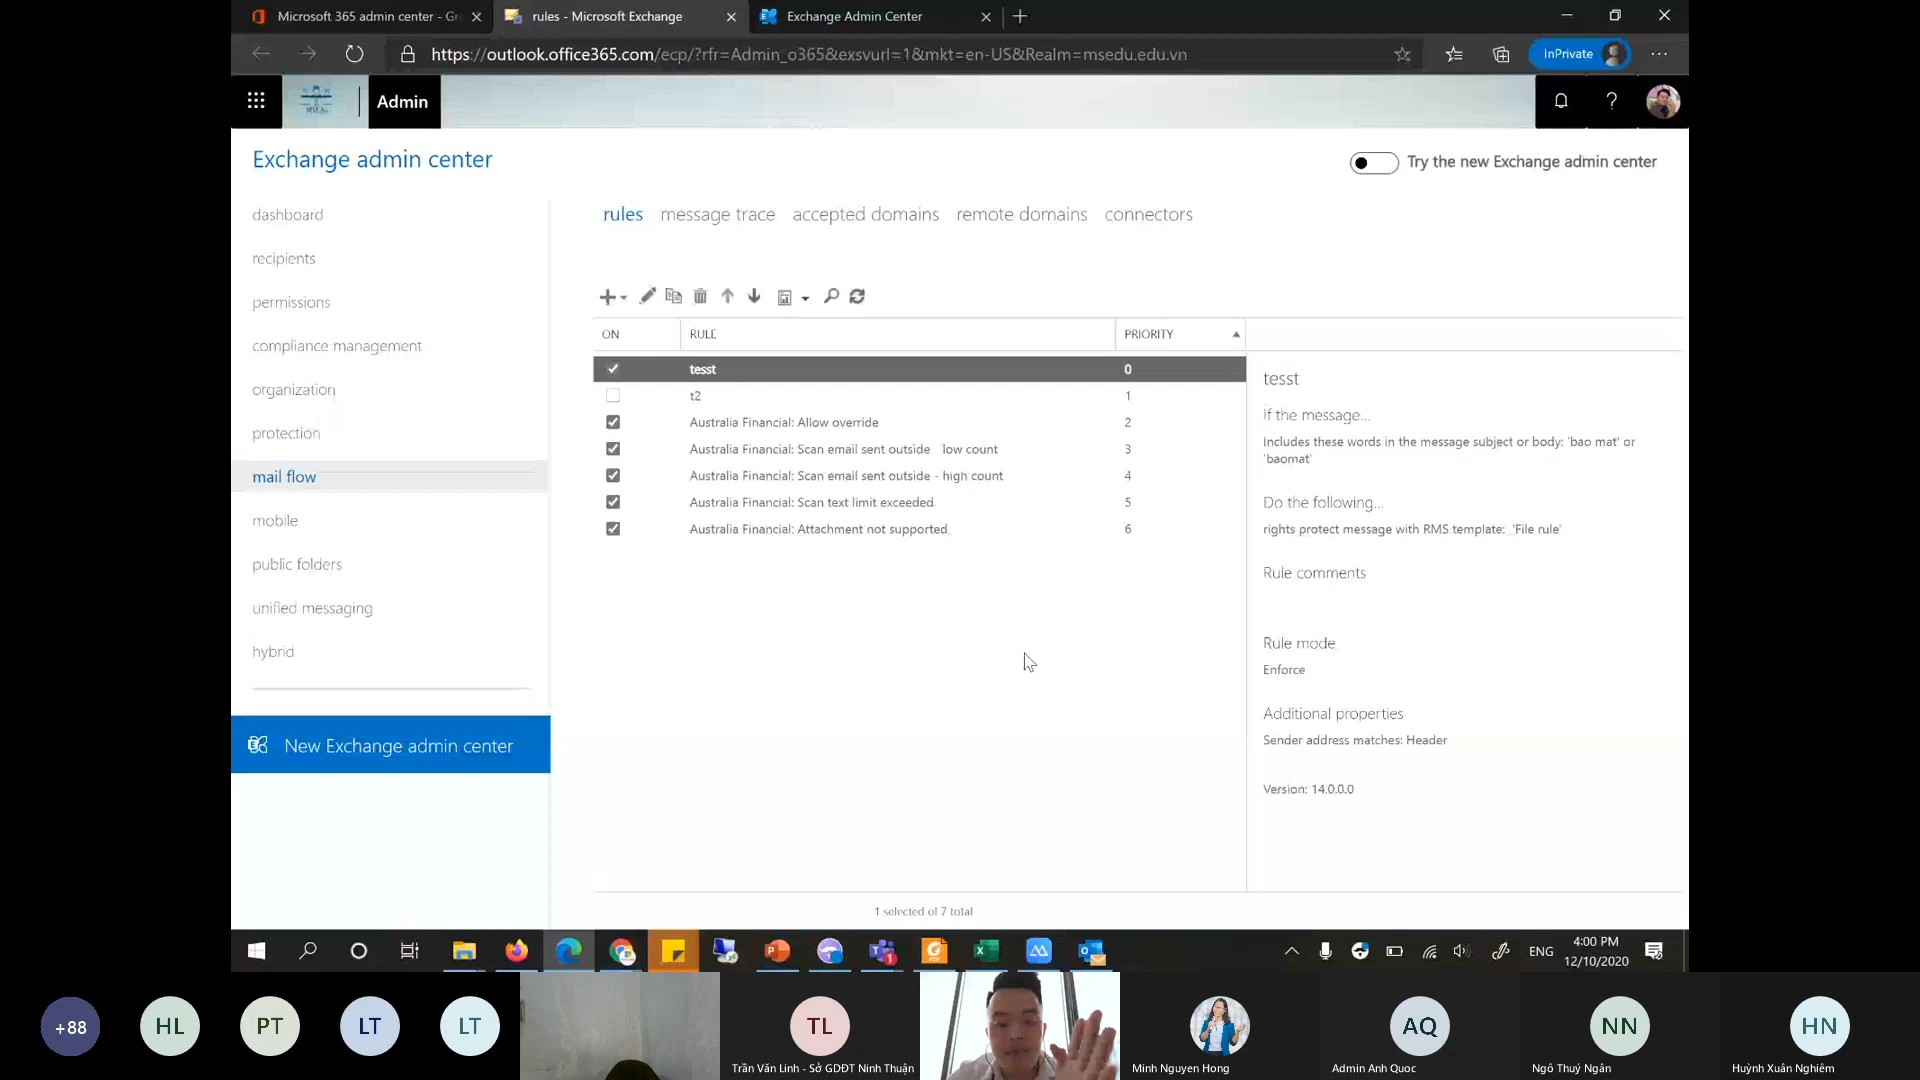 Microsoft 365 admin center - Gr
rules - Microsoft Exchange
Exchange Admin Center
https://outlook.office365.com/ecp/?rfr=Admin_o365&exsvurl=1&mkt=en-US&Realm=msedu.edu.vn
InPrivate
Admin
?
Exchange admin center
Try the new Exchange admin center
dashboard
recipients
permissions
compliance management
organization
protection
mail flow
mobile
public folders
unified messaging
hybrid
New Exchange admin center
rules message trace accepted domains remote domains connectors
ON RULE PRIORITY
tesst 0
t2 1
Australia Financial: Allow override 2
Australia Financial: Scan email sent outside low count 3
Australia Financial: Scan email sent outside - high count 4
Australia Financial: Scan text limit exceeded 5
Australia Financial: Attachment not supported 6
tesst
If the message...
Includes these words in the message subject or body: 'bao mat' or
'baomat'
Do the following...
rights protect message with RMS template: 'File rule'
Rule comments
Rule mode
Enforce
Additional properties
Sender address matches: Header
Version: 14.0.0.0
1 selected of 7 total
ENG
4:00 PM
12/10/2020
+88
HL
PT
LT
LT
TL
Trần Văn Linh - Sở GDĐT Ninh Thuận
Minh Nguyen Hong
AQ
Admin Anh Quoc
NN
Ngô Thuý Ngân
HN
Huỳnh Xuân Nghiêm